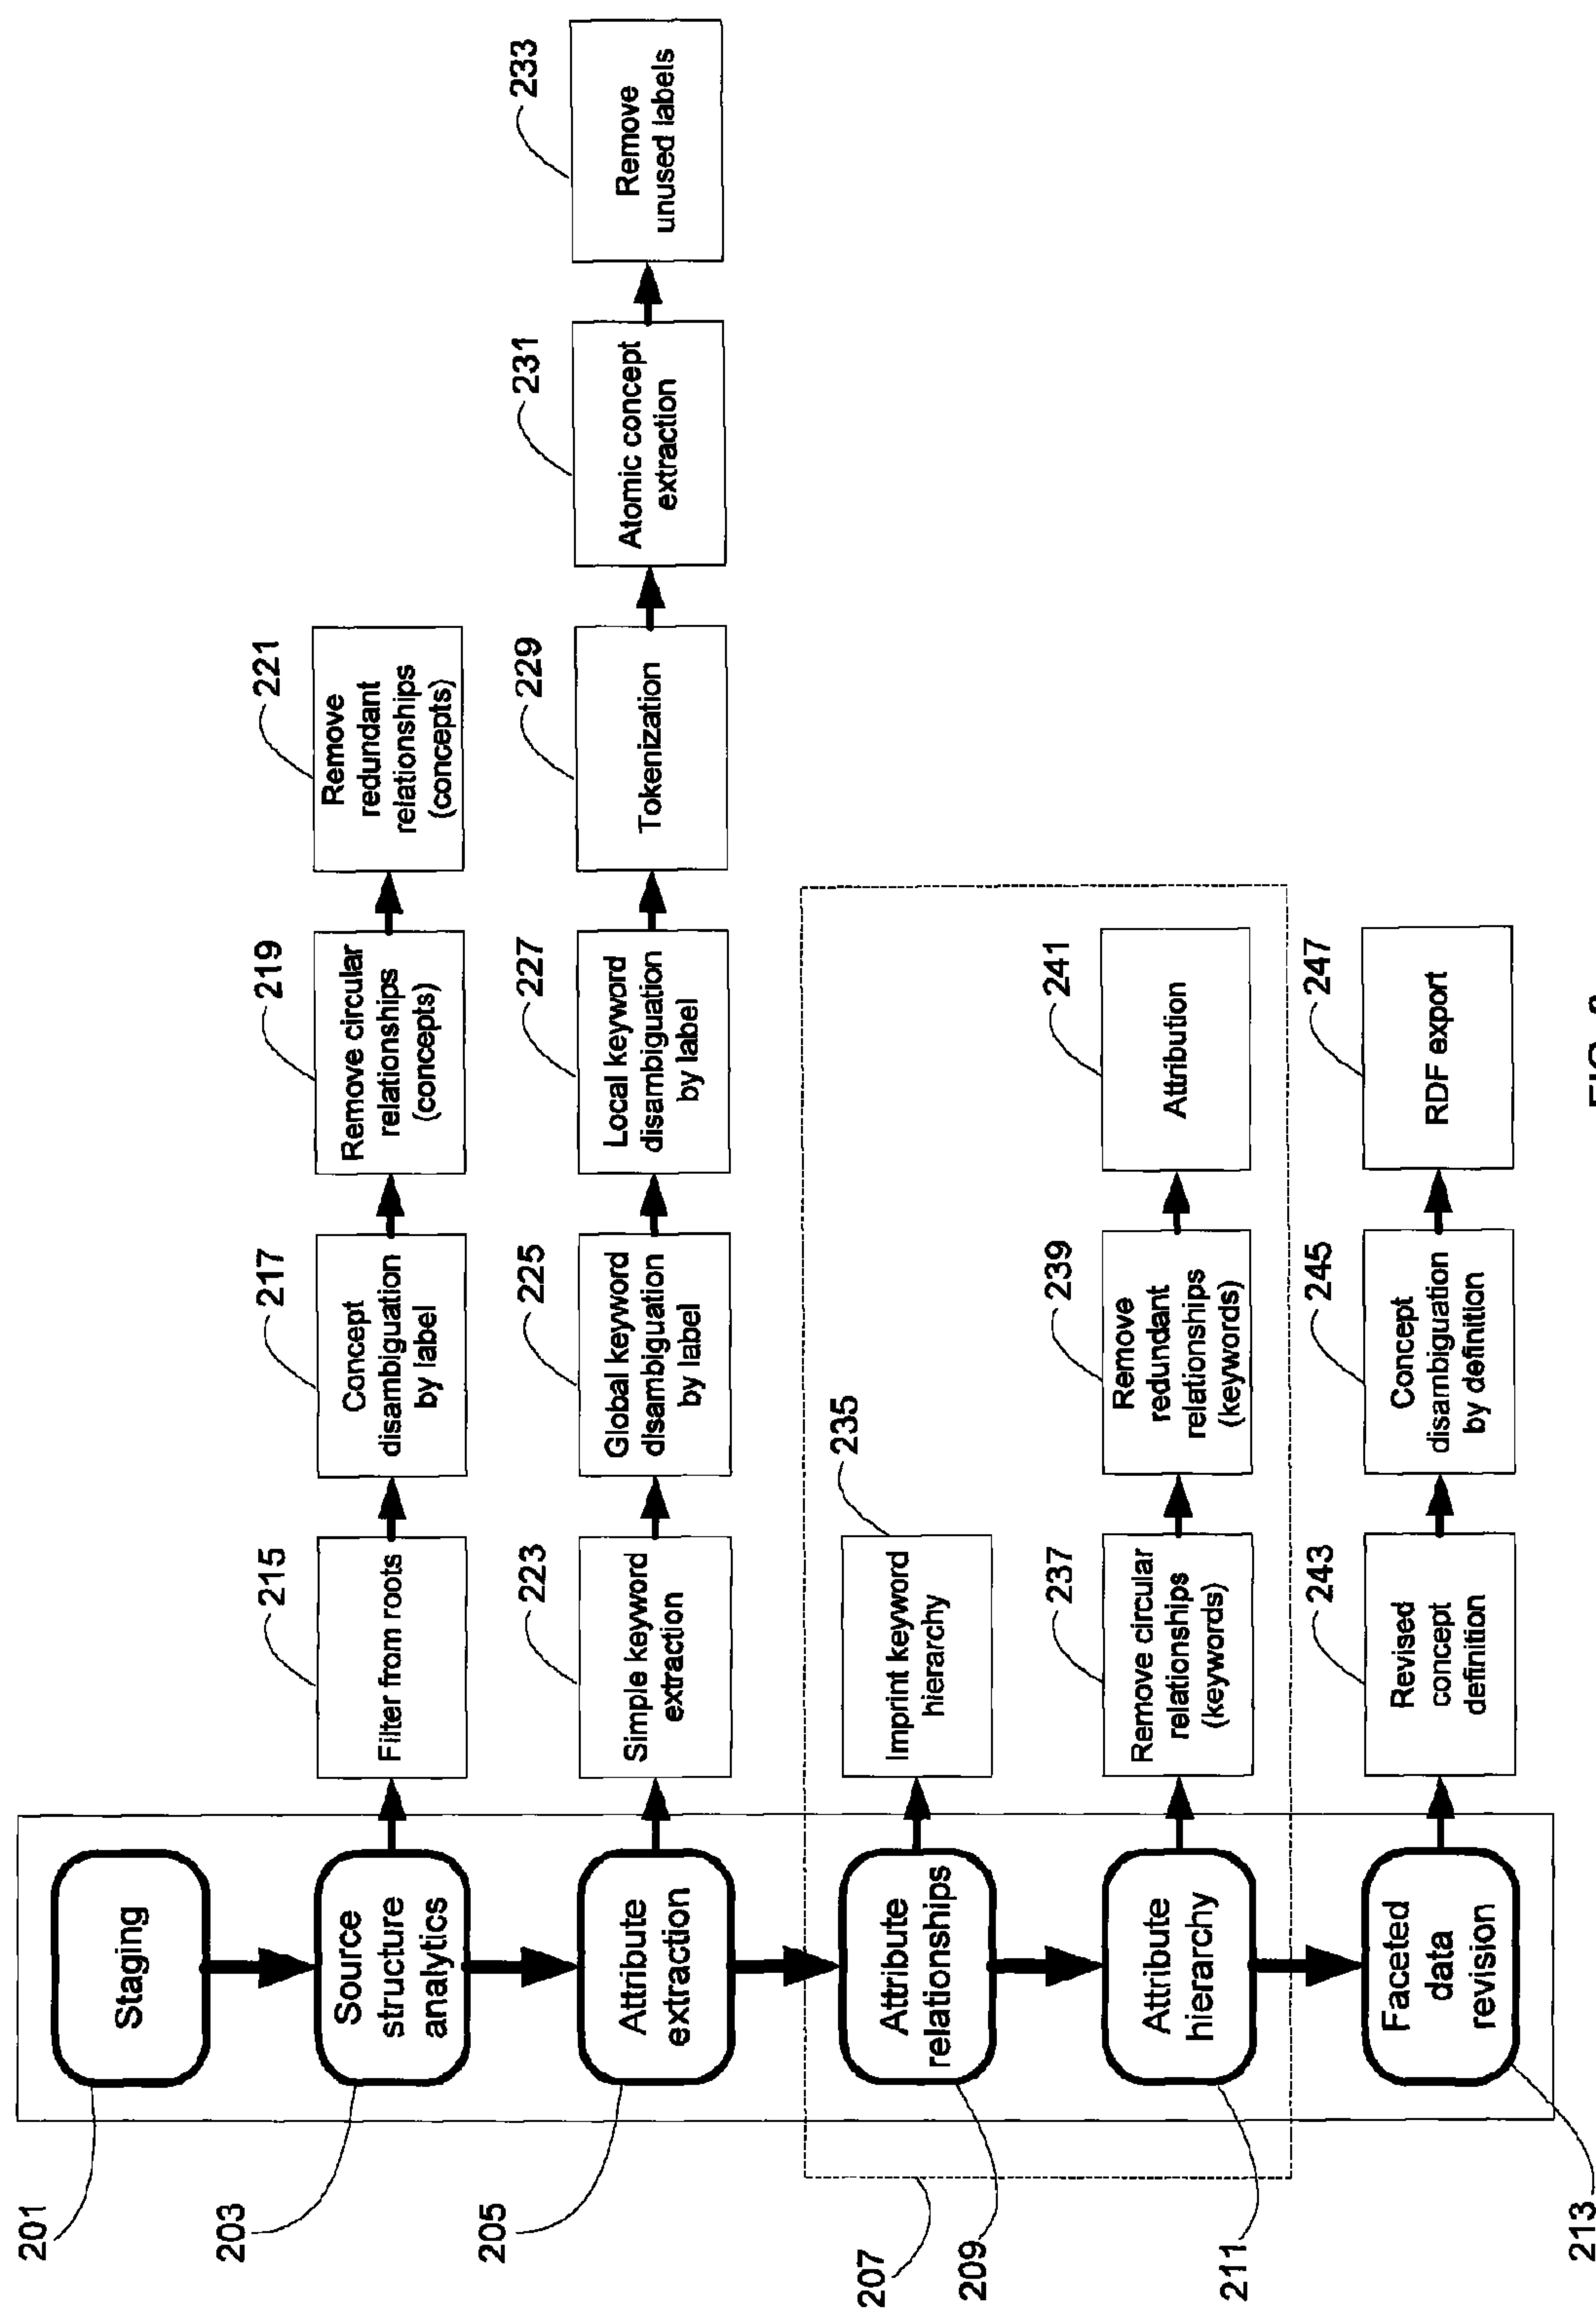 201
Staging
203
Source
structure
analytics
215
Filter from roots
217
Concept
disambiguation
by label
219
Remove circular
relationships
(concepts)
221
Remove
redundant
relationships
(concepts)
205
Attribute
extraction
223
Simple keyword
extraction
225
Global keyword
disambiguation
by label
227
Local keyword
disambiguation
by label
229
Tokenization
231
Atomic concept
extraction
233
Remove
unused labels
207
209
Attribute
relationships
235
Imprint keyword
hierarchy
211
Attribute
hierarchy
237
Remove circular
relationships
(keywords)
239
Remove
redundant
relationships
(keywords)
241
Attribution
213
Faceted
data
revision
243
Revised
concept
definition
245
Concept
disambiguation
by definition
247
RDF export
FIG.